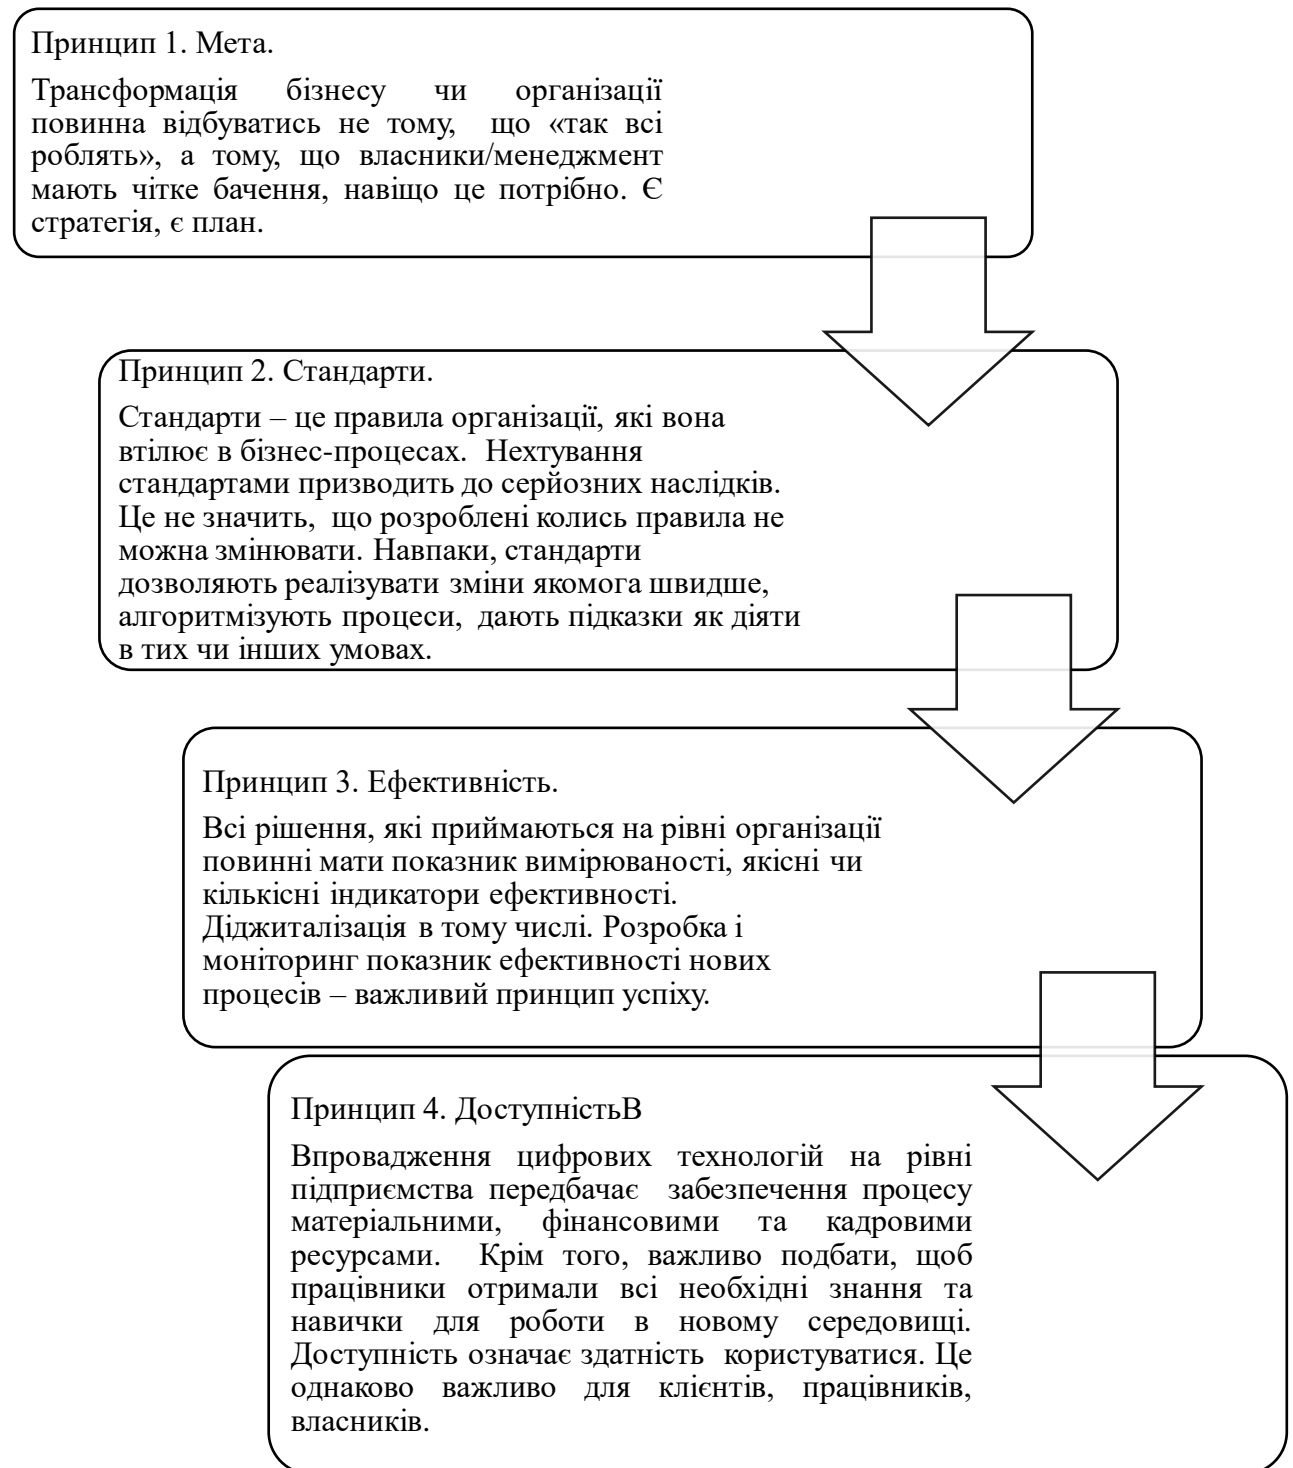 Принцип 1. Мета.
Трансформація бізнесу чи організації
повинна відбуватись не тому, що «так всі
роблять», а тому, що власники/менеджмент
мають чітке бачення, навіщо це потрібно. Є
стратегія, є план.
Принцип 2. Стандарти.
Стандарти – це правила організації, які вона
втілює в бізнес-процесах. Нехтування
стандартами призводить до серйозних наслідків.
Це не значить, що розроблені колись правила не
можна змінювати. Навпаки, стандарти
дозволяють реалізувати зміни якомога швидше,
алгоритмізують процеси, дають підказки як діяти
в тих чи інших умовах.
Принцип 3. Ефективність.
Всі рішення, які приймаються на рівні організації
повинні мати показник вимірюваності, якісні чи
кількісні індикатори ефективності.
Діджиталізація в тому числі. Розробка і
моніторинг показник ефективності нових
процесів – важливий принцип успіху.
Принцип 4. ДоступністьВ
Впровадження цифрових технологій на рівні
підприємства передбачає забезпечення процесу
матеріальними, фінансовими та кадровими
ресурсами. Крім того, важливо подбати, щоб
працівники отримали всі необхідні знання та
навички для роботи в новому середовищі.
Доступність означає здатність користуватися. Це
однаково важливо для клієнтів, працівників,
власників.